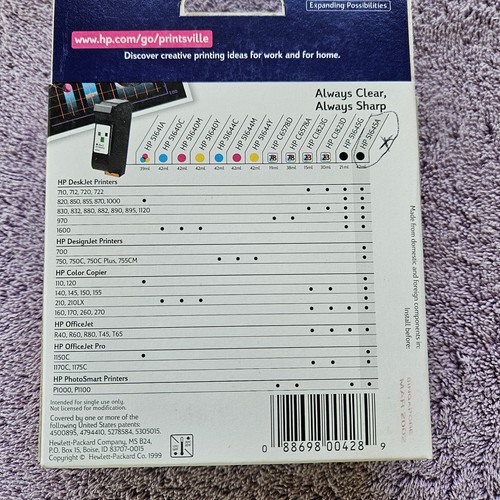 Expanding Possibilities
www.hp.com/go/printsville
Discover creative printing ideas for work and for home.
Always Clear,
Always Sharp
HP 51641A HP 51640C HP 51640M HP 51640Y HP 51644C HP 51644M HP 51644Y HP C6578D HP C6578A HP C1823G HP C1823D HP 51645G HP 51645A
39ml 42ml 42ml 42ml 42ml 42ml 42ml 19ml 38ml 15ml 30ml 21ml 42ml
HP DeskJet Printers
710, 712, 720, 722
820, 850, 855, 870, 1000
830, 832, 880, 882, 890, 895, 1120
970
1600
HP DesignJet Printers
700
750, 750C, 750C Plus, 755CM
HP Color Copier
110, 120
140, 145, 150, 155
210, 210LX
160, 170, 260, 270
HP OfficeJet
R40, R60, R80, T45, T65
HP OfficeJet Pro
1150C
1170C, 1175C
HP PhotoSmart Printers
P1000, P1100
Made from domestic and foreign components in:
Install before:
MAR 2002
Intended for single use only.
Not licensed for modification.
Covered by one or more of the
following United States patents:
4500895, 4794410, 5278584, 5305015.
Hewlett-Packard Company, MS B24,
P.O. Box 15, Boise, ID 83707-0015
Copyright © Hewlett-Packard Co. 1999
0 88698 00428 9